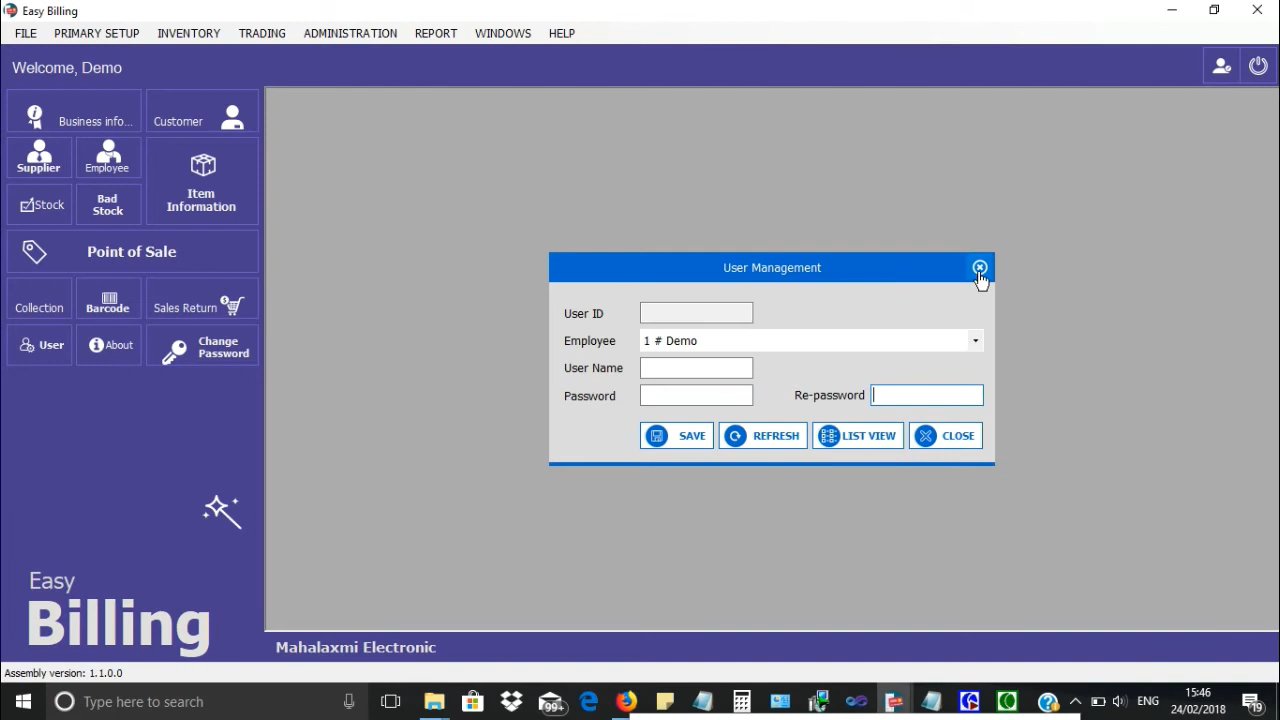 Easy Billing
FILE PRIMARY SETUP INVENTORY TRADING ADMINISTRATION REPORT WINDOWS HELP
Welcome, Demo
Business info...
Customer
Supplier
Employee
Item
Information
Stock
Bad
Stock
Point of Sale
Collection
Barcode
Sales Return
User
About
Change
Password
User Management
User ID
Employee 1 # Demo
User Name
Password Re-password
SAVE REFRESH LIST VIEW CLOSE
Easy
Billing
Mahalaxmi Electronic
Assembly version: 1.1.0.0
Type here to search
99+
ENG
15:46
24/02/2018
19